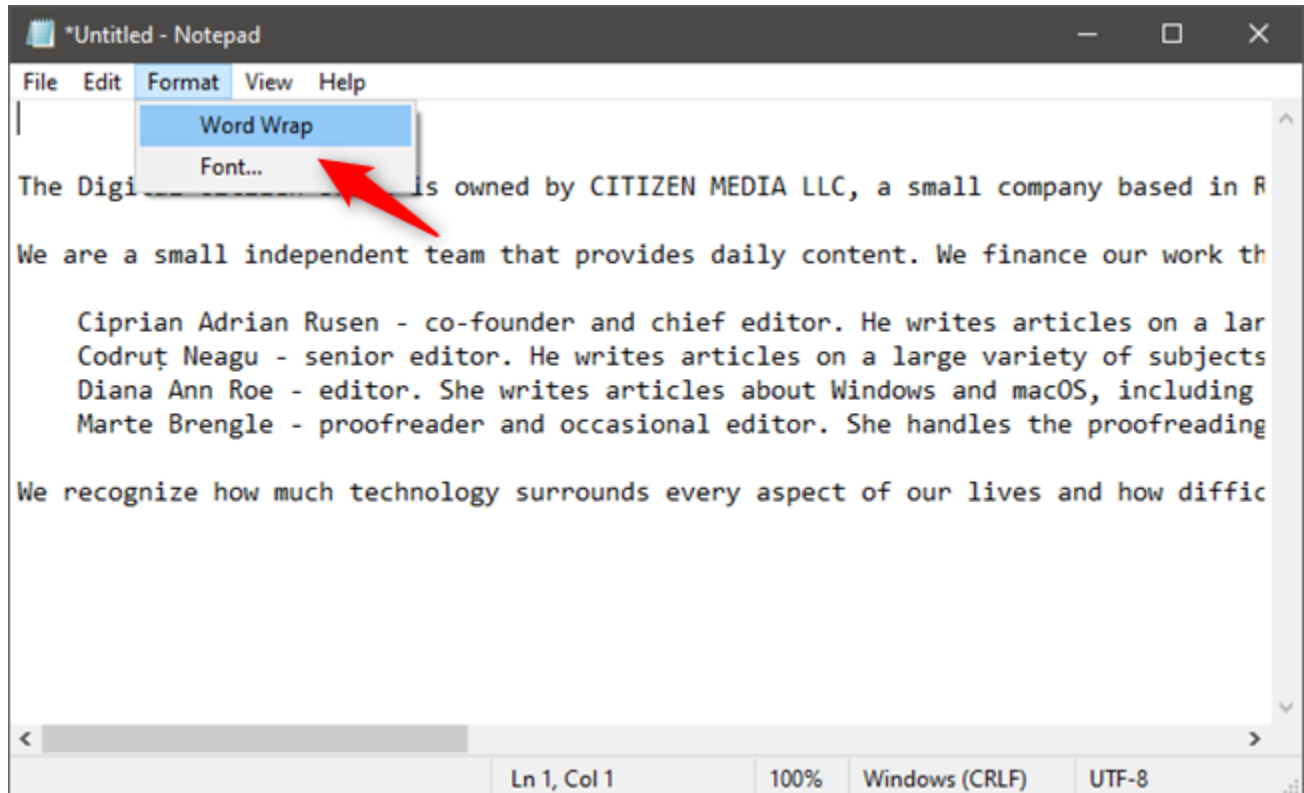 *Untitled - Notepad
File Edit Format View Help
Word Wrap
Font...
The Digi is owned by CITIZEN MEDIA LLC, a small company based in R
We are a small independent team that provides daily content. We finance our work th
Ciprian Adrian Rusen - co-founder and chief editor. He writes articles on a lar
Codruț Neagu - senior editor. He writes articles on a large variety of subjects
Diana Ann Roe - editor. She writes articles about Windows and macOS, including
Marte Brengle - proofreader and occasional editor. She handles the proofreading
We recognize how much technology surrounds every aspect of our lives and how diffic
Ln 1, Col 1 100% Windows (CRLF) UTF-8